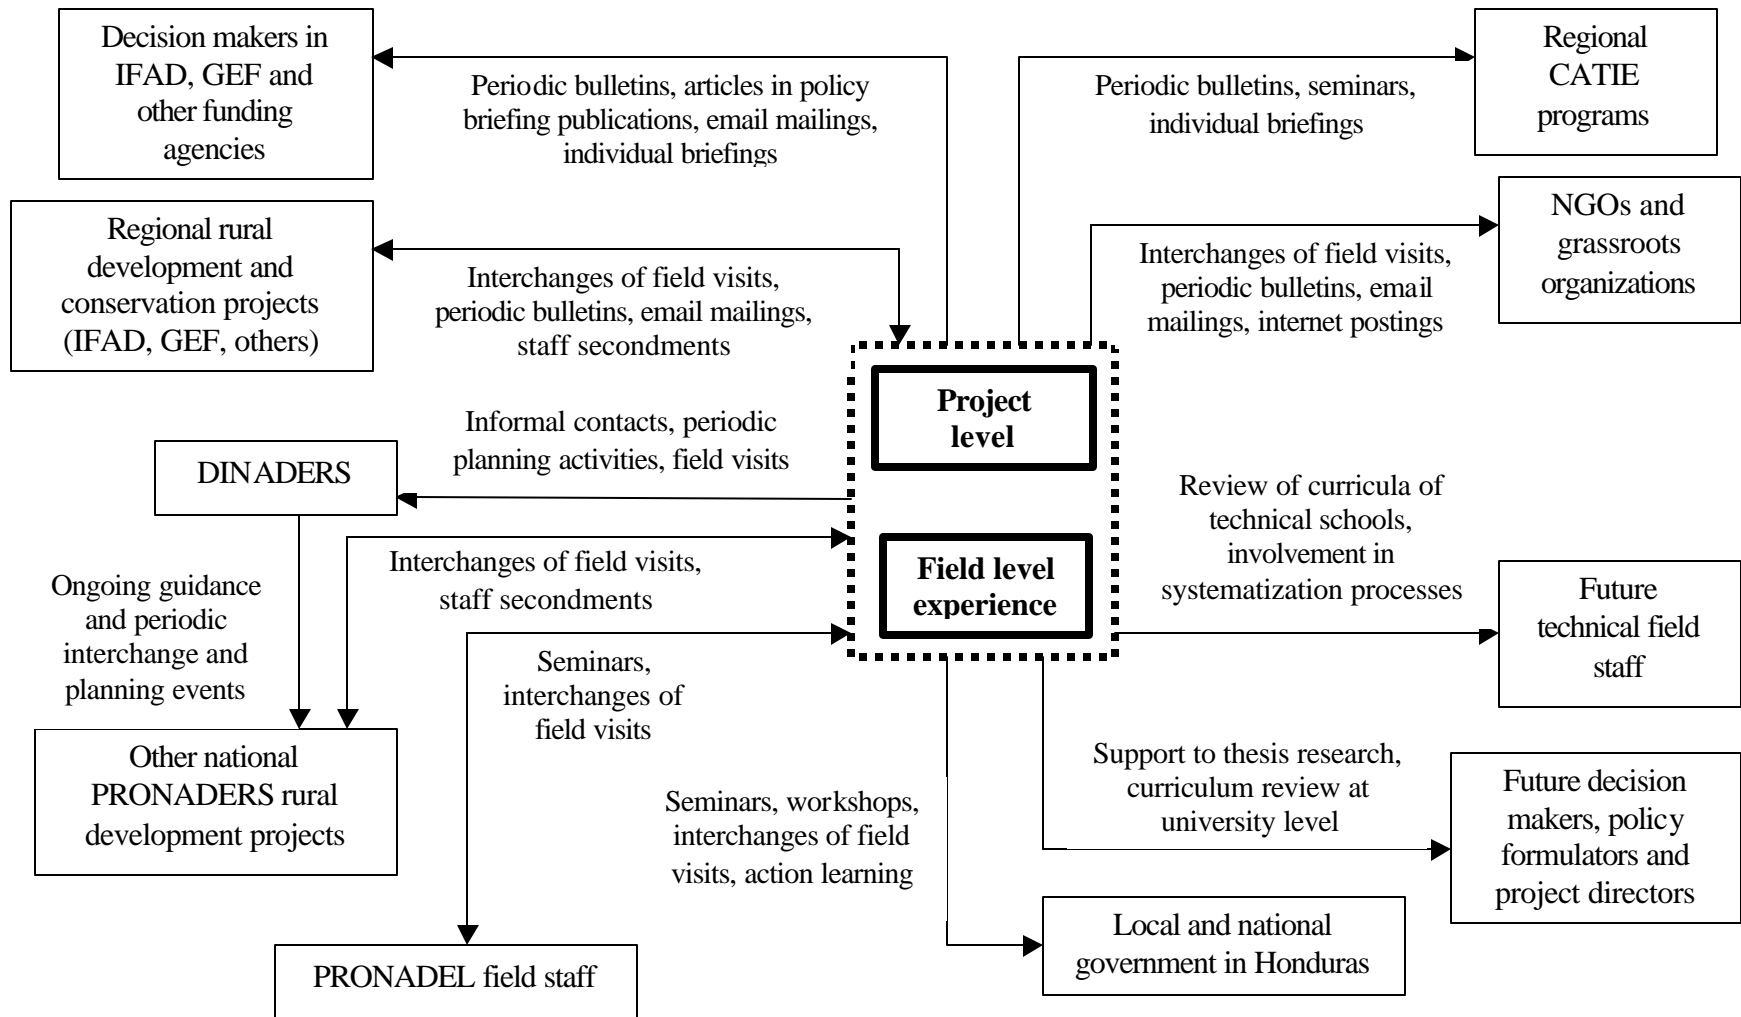 Decision makers in
IFAD, GEF and
other funding
agencies
Periodic bulletins, articles in policy
briefing publications, email mailings,
individual briefings
Periodic bulletins, seminars,
individual briefings
Regional
CATIE
programs
Regional rural
development and
conservation projects
(IFAD, GEF, others)
Interchanges of field visits,
periodic bulletins, email mailings,
staff secondments
Interchanges of field visits,
periodic bulletins, email
mailings, internet postings
NGOs and
grassroots
organizations
Project
level
Informal contacts, periodic
planning activities, field visits
DINADERS
Review of curricula of
technical schools,
involvement in
systematization processes
Field level
experience
Interchanges of field visits,
staff secondments
Ongoing guidance
and periodic
interchange and
planning events
Future
technical field
staff
Seminars,
interchanges of
field visits
Other national
PRONADERS rural
development projects
Support to thesis research,
curriculum review at
university level
Future decision
makers, policy
formulators and
project directors
Seminars, workshops,
interchanges of field
visits, action learning
Local and national
government in Honduras
PRONADEL field staff